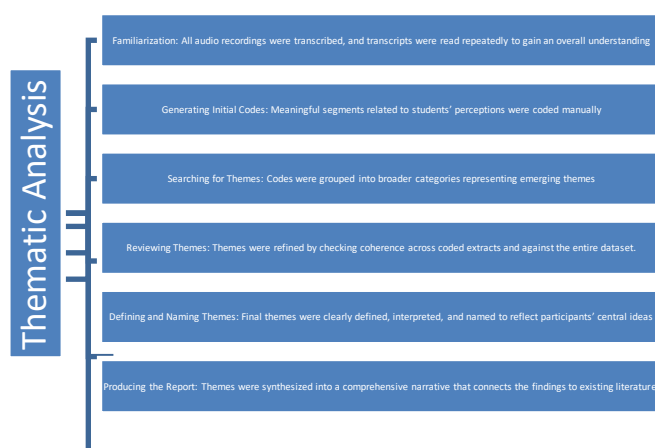 Thematic Analysis
Familiarization: All audio recordings were transcribed, and transcripts were read repeatedly to gain an overall understanding
Generating Initial Codes: Meaningful segments related to students’ perceptions were coded manually
Searching for Themes: Codes were grouped into broader categories representing emerging themes
Reviewing Themes: Themes were refined by checking coherence across coded extracts and against the entire dataset.
Defining and Naming Themes: Final themes were clearly defined, interpreted, and named to reflect participants’ central ideas
Producing the Report: Themes were synthesized into a comprehensive narrative that connects the findings to existing literature